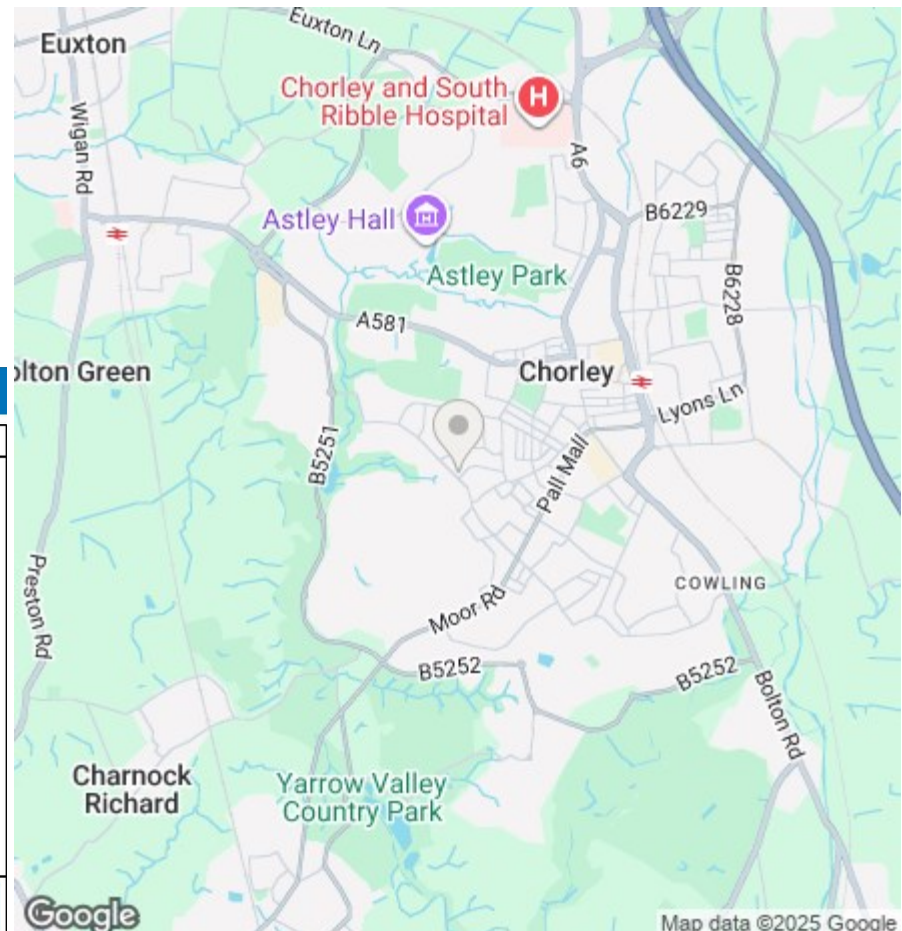 Euxton
Euxton Ln
Chorley and South
Ribble Hospital
H
Wigan Rd
A6
Astley Hall
B6229
Astley Park
B6228
A581
olton Green
Chorley
Lyons Ln
B5251
Pall Mall
Preston Rd
COWLING
Moor Rd
B5252
B5252
Bolton Rd
Charnock
Richard
Yarrow Valley
Country Park
Google
Map data ©2025 Google